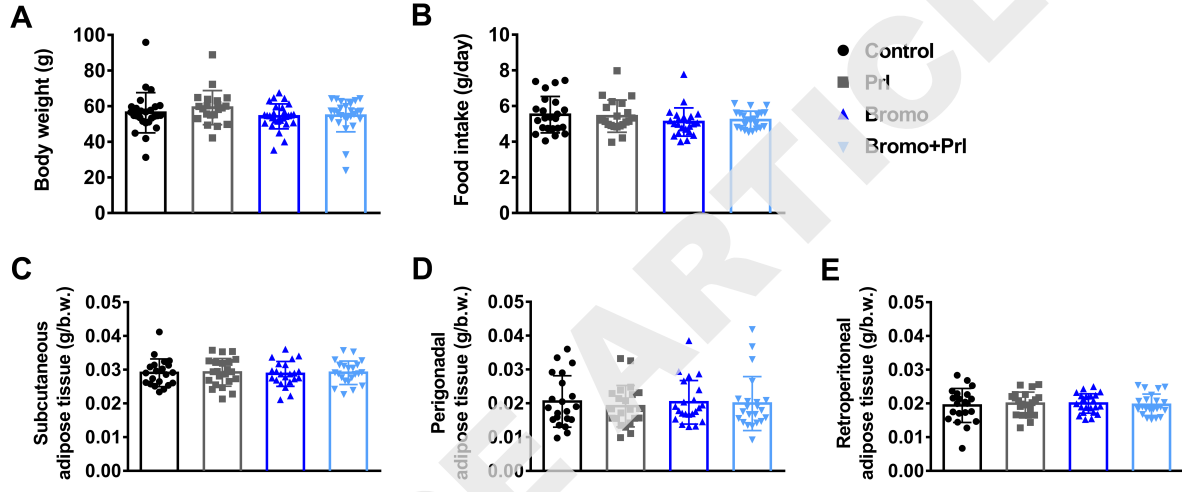 A
Body weight (g)
100
80
60
40
20
0
B
Food intake (g/day)
10
8
6
4
2
0
Control
Prl
Bromo
Bromo+Prl
C
Subcutaneous
adipose tissue (g/b.w.)
0.05
0.04
0.03
0.02
0.01
0.00
D
Perigonadal
adipose tissue (g/b.w.)
0.05
0.04
0.03
0.02
0.01
0.00
E
Retroperitoneal
adipose tissue (g/b.w.)
0.05
0.04
0.03
0.02
0.01
0.00
E ARTICL